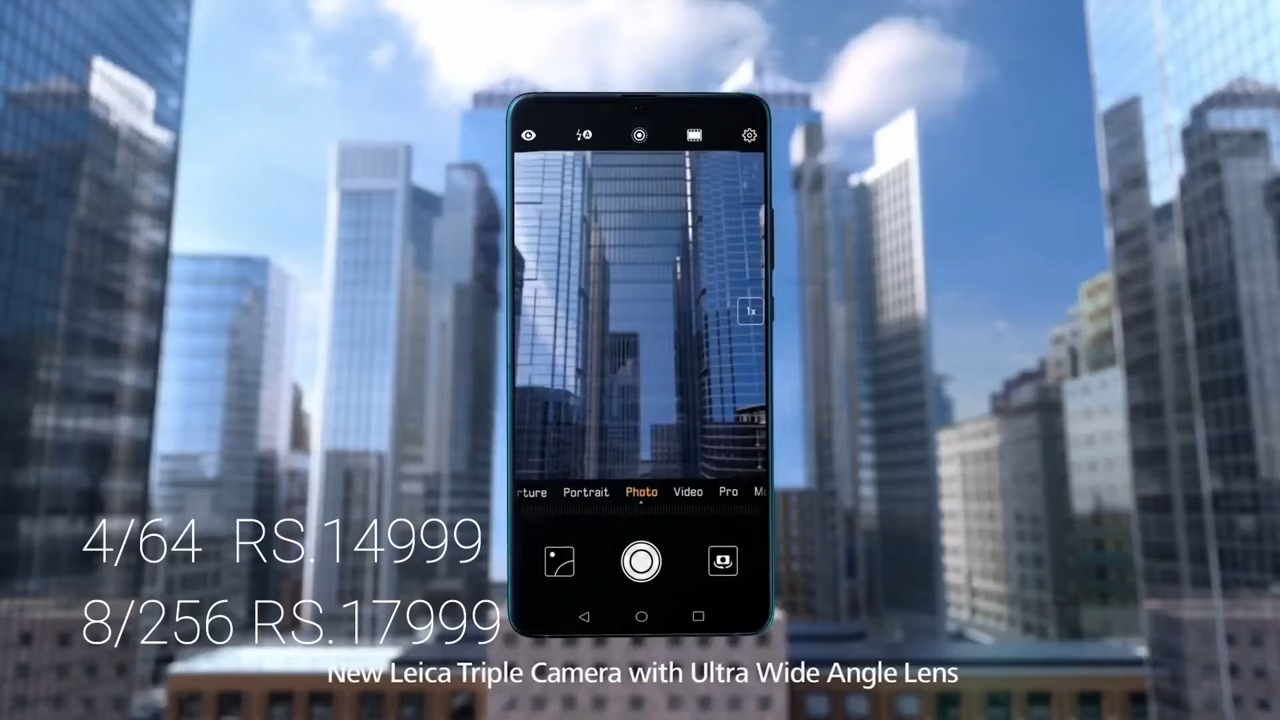 1x
rture Portrait Photo Video Pro Mo
4/64 RS.14999
8/256 RS.17999
New Leica Triple Camera with Ultra Wide Angle Lens